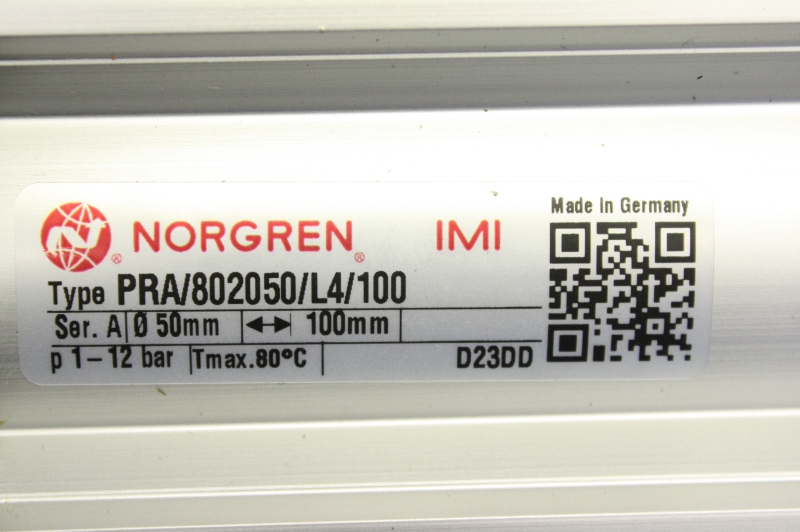 Made In Germany
N® NORGREN® IMI
Type PRA/802050/L4/100
Ser. A Ø 50mm ↔ 100mm
p 1-12 bar Tmax.80°C D23DD